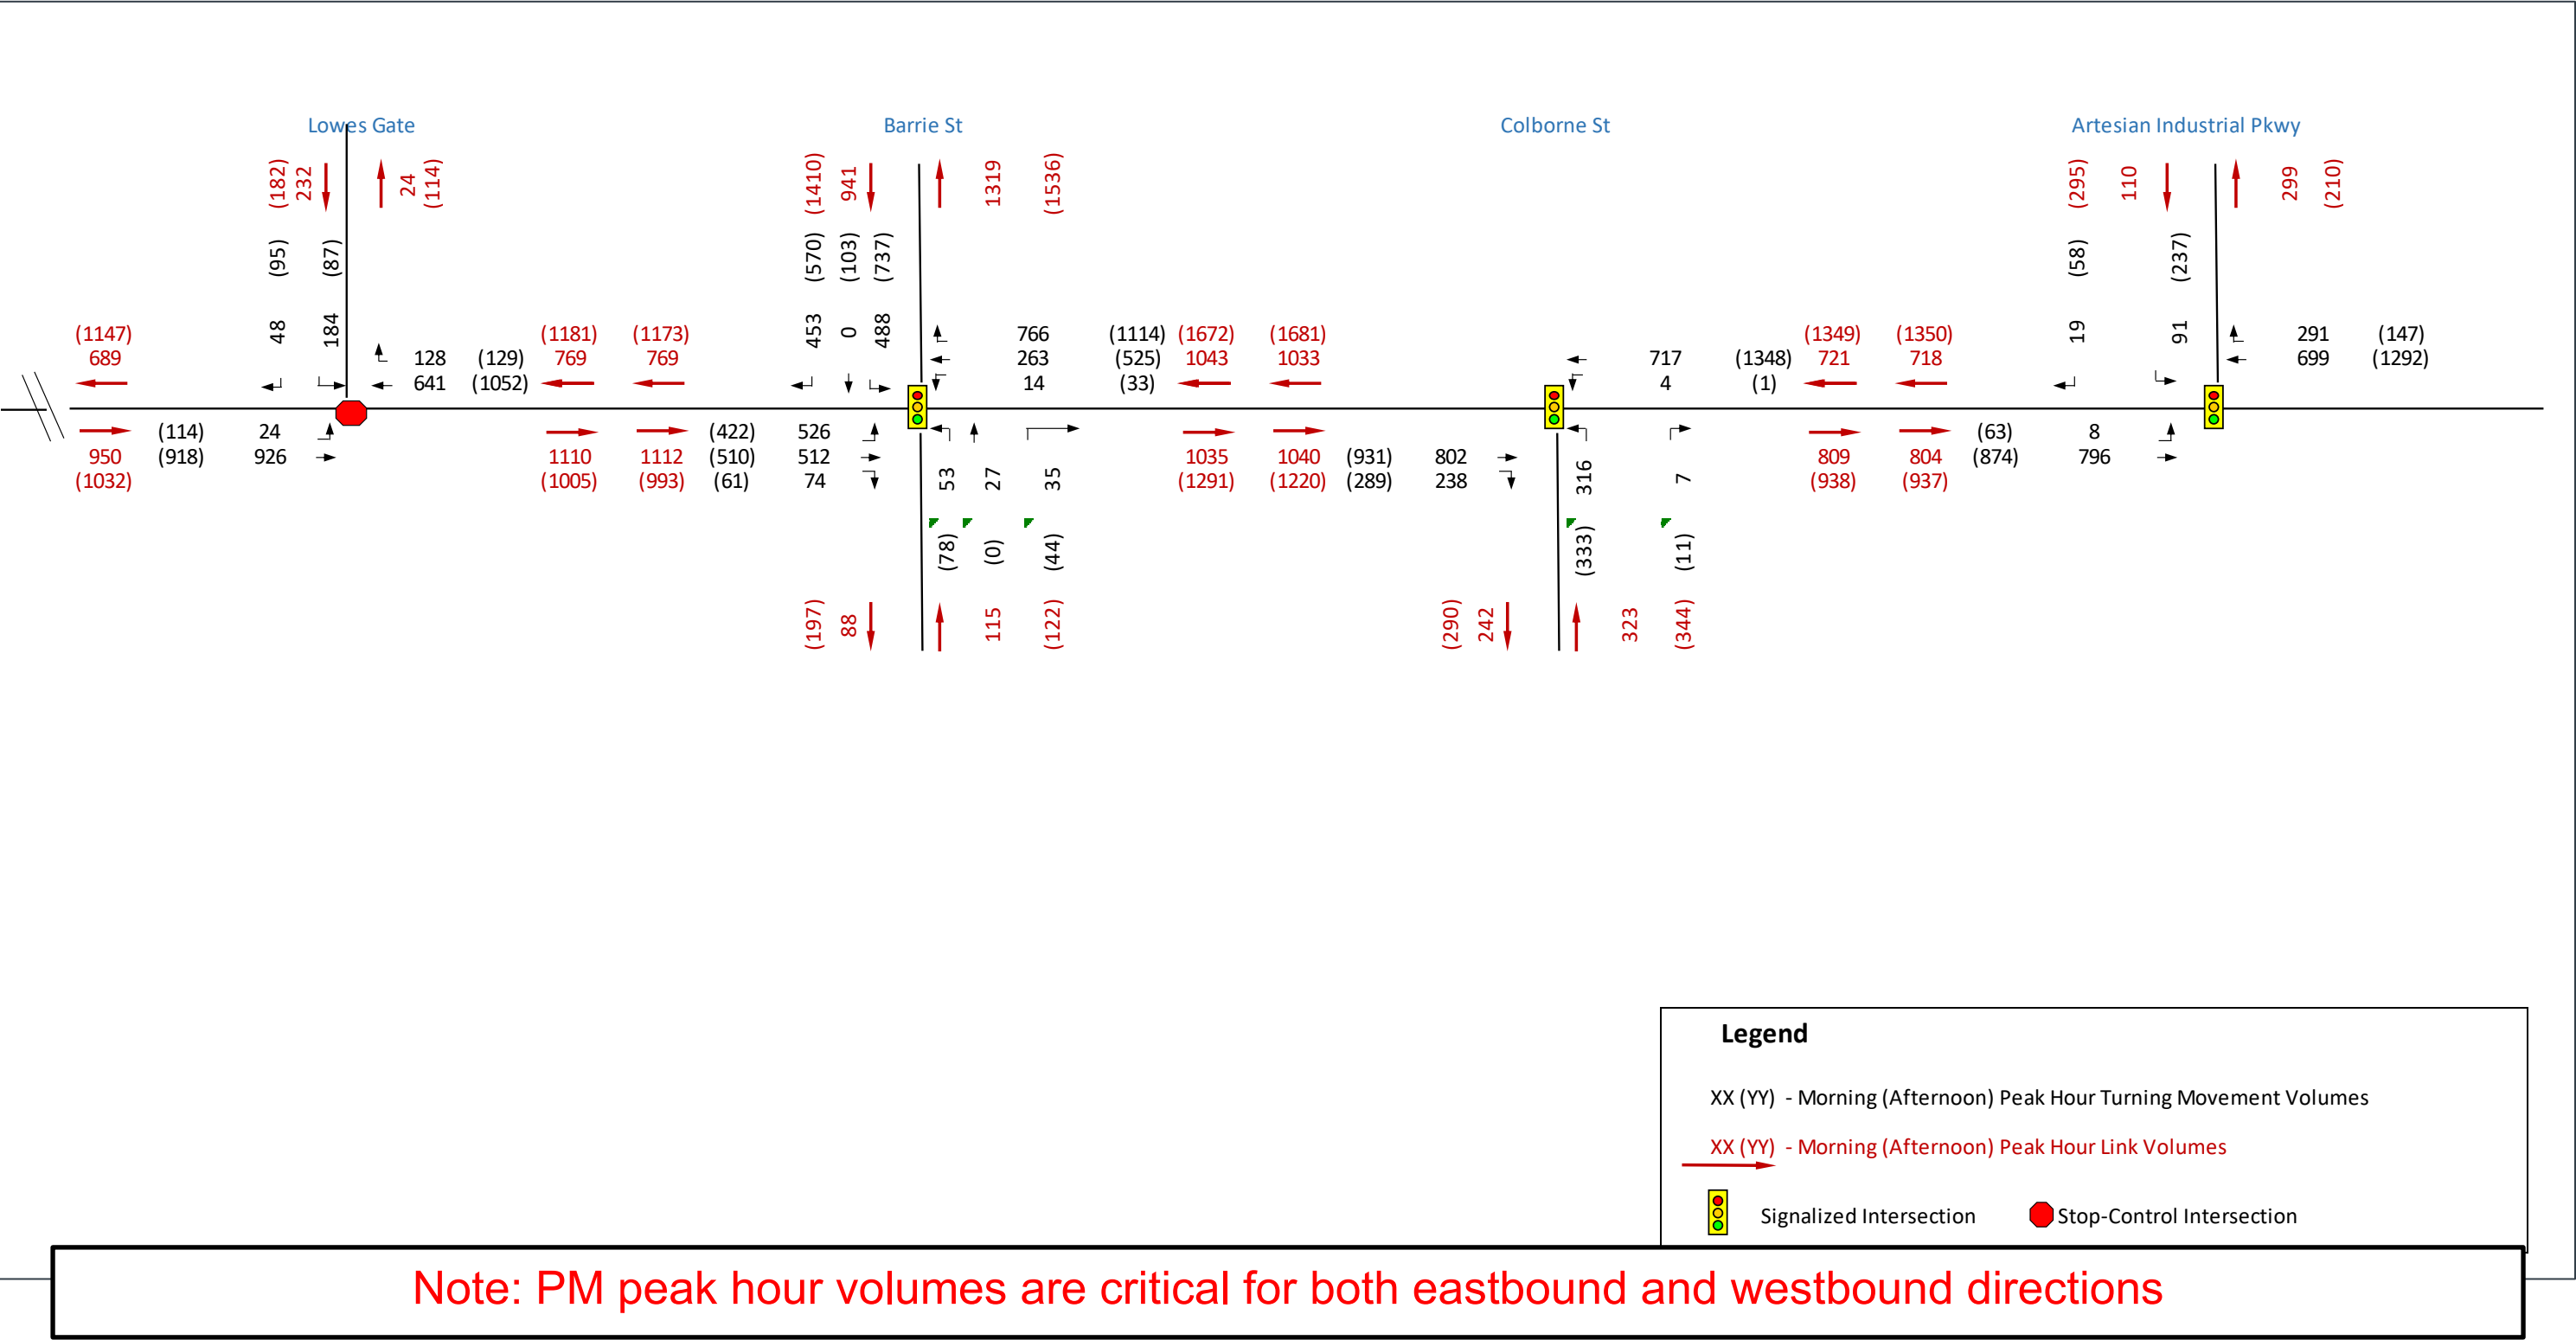 Lowes Gate Barrie St Colborne St Artesian Industrial Pkwy
(182) 232 24 (114) (1410) 941 1319 (1536) (295) 110 299 (210)
(95) (87) (570) (103) (737) (58) (237)
48 184 453 0 488 19 91
(1147) (1181) (1173) 766 (1114) (1672) (1681) (1349) (1350) 291 (147)
689 128 (129) 769 769 263 (525) 1043 1033 717 (1348) 721 718 699 (1292)
641 (1052) 14 (33) 4 (1)
(114) 24 (422) 526 (63) 8
950 (918) 926 1110 1112 (510) 512 1035 1040 (931) 802 809 804 (874) 796
(1032) (1005) (993) (61) 74 53 27 35 (1291) (1220) (289) 238 316 7 (938) (937)
(78) (0) (44) (333) (11)
(197) 88 115 (122) (290) 242 323 (344)
Legend
XX (YY) - Morning (Afternoon) Peak Hour Turning Movement Volumes
XX (YY) - Morning (Afternoon) Peak Hour Link Volumes
Signalized Intersection Stop-Control Intersection
Note: PM peak hour volumes are critical for both eastbound and westbound directions